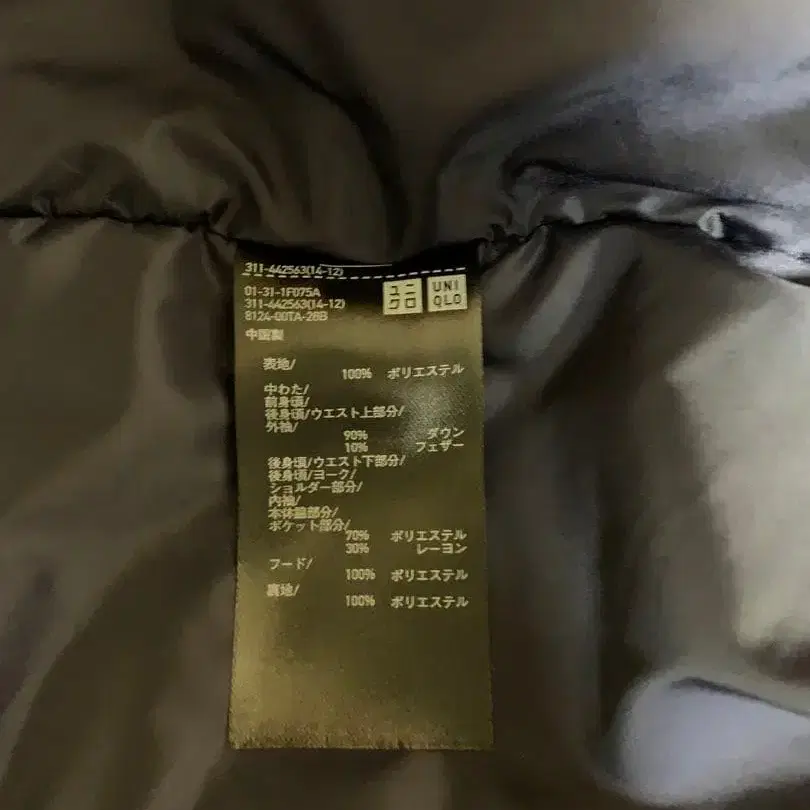 311-442563(14-12)
ユニクロ
UNIQLO
01-31-1F075A
311-442563(14-12)
8124-00TA-28B
中国製
表地/
100% ポリエステル
中わた/
前身頃/
後身頃/ウエスト上部分/
外袖/
90% ダウン
10% フェザー
後身頃/ウエスト下部分/
後身頃/ヨーク/
ショルダー部分/
内袖/
本体脇部分/
ポケット部分/
70% ポリエステル
30% レーヨン
フード/
100% ポリエステル
裏地/
100% ポリエステル